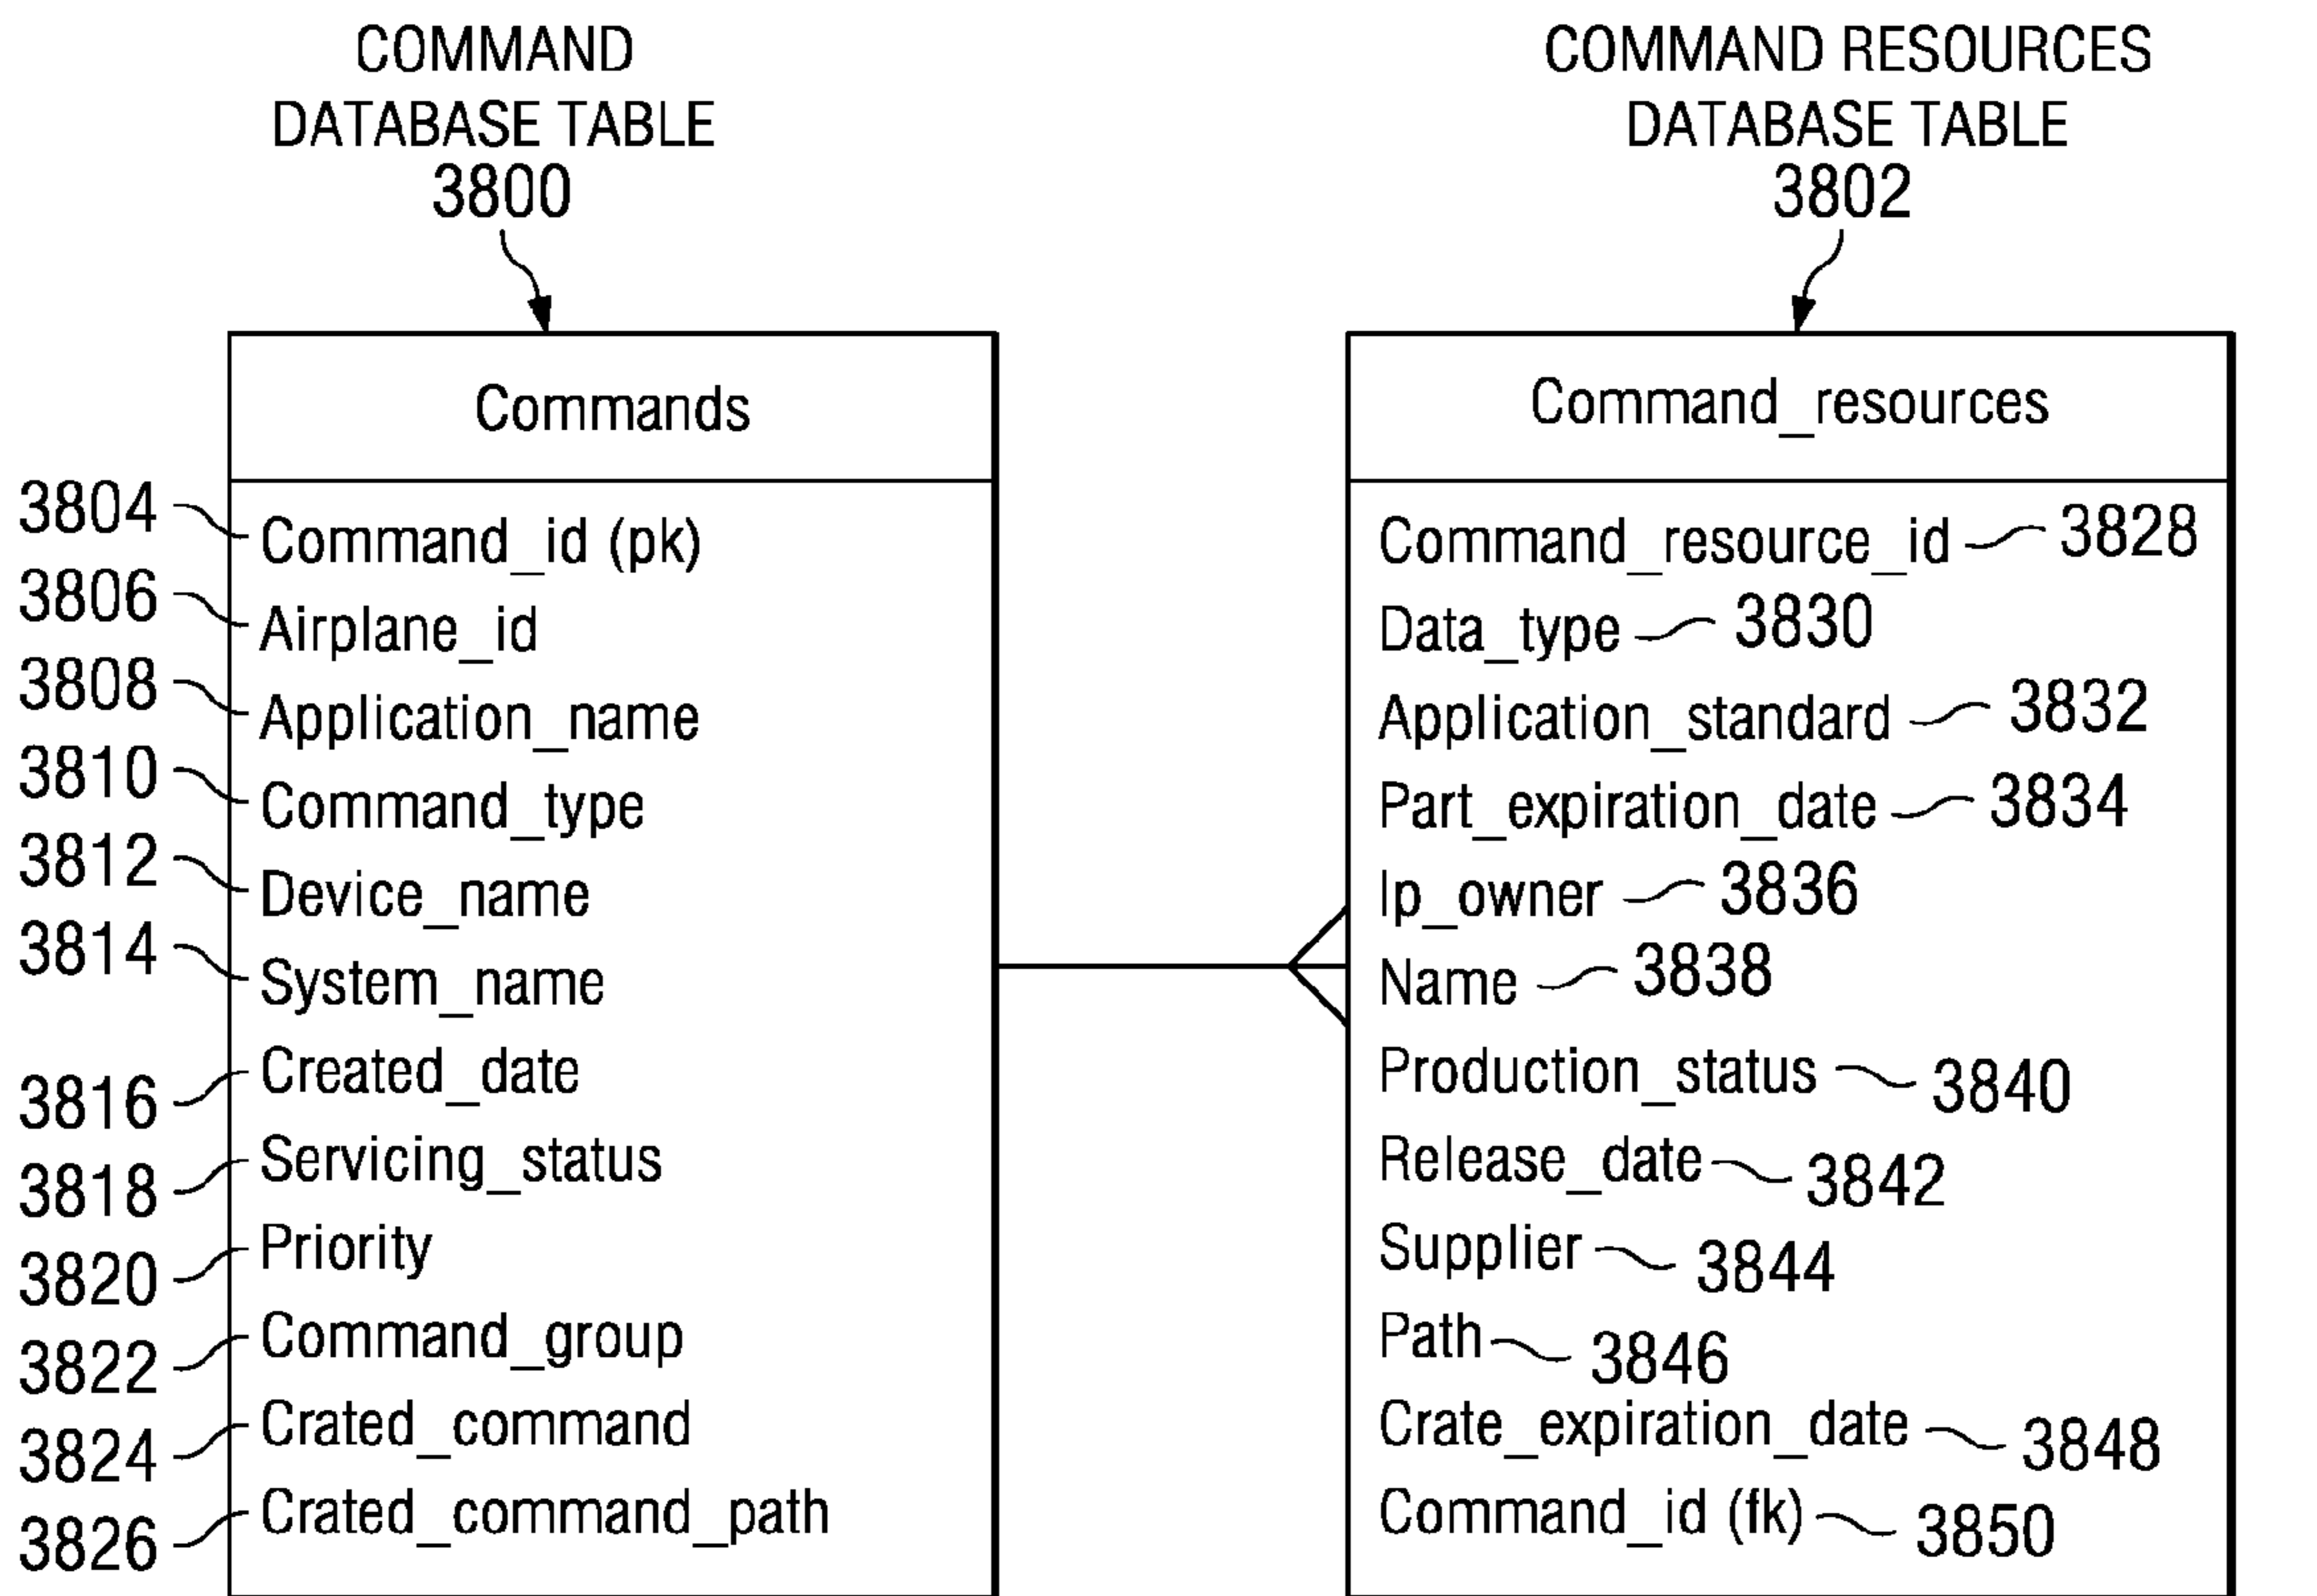 COMMAND
DATABASE TABLE
3800
COMMAND RESOURCES
DATABASE TABLE
3802
Commands
3804 Command_id (pk)
3806 Airplane_id
3808 Application_name
3810 Command_type
3812 Device_name
3814 System_name
3816 Created_date
3818 Servicing_status
3820 Priority
3822 Command_group
3824 Crated_command
3826 Crated_command_path
Command_resources
Command_resource_id 3828
Data_type 3830
Application_standard 3832
Part_expiration_date 3834
Ip_owner 3836
Name 3838
Production_status 3840
Release_date 3842
Supplier 3844
Path 3846
Crate_expiration_date 3848
Command_id (fk) 3850